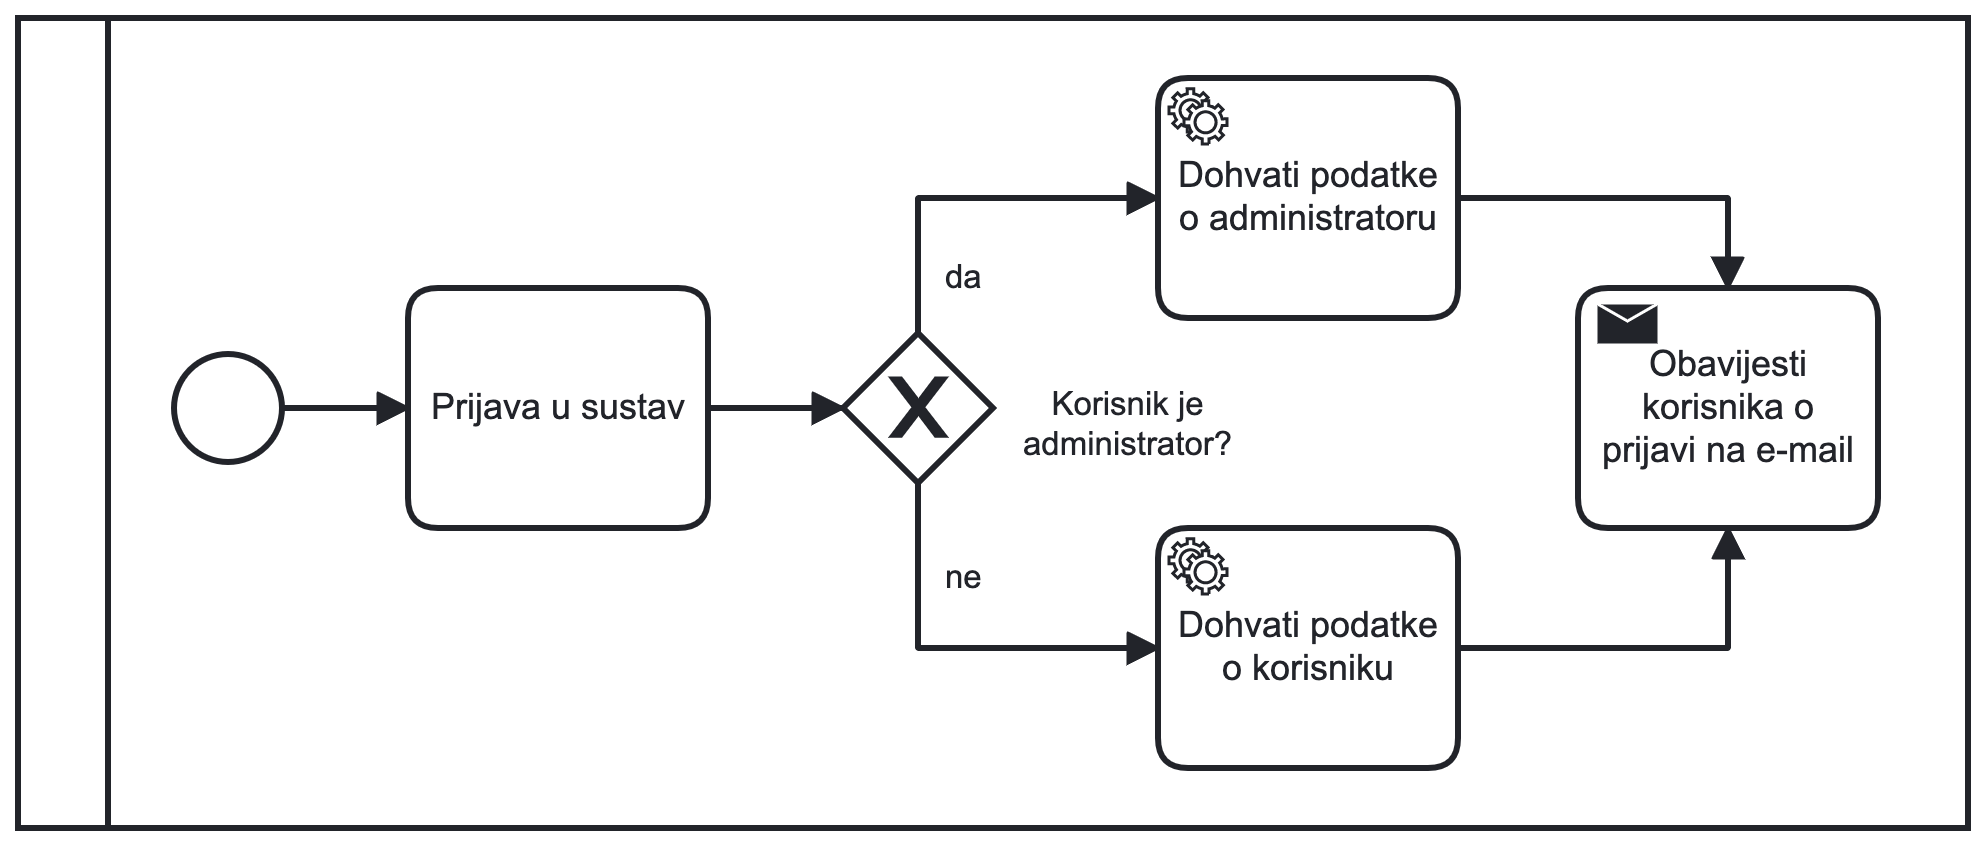 Prijava u sustav
da
Korisnik je
administrator?
ne
Dohvati podatke
o administratoru
Dohvati podatke
o korisniku
Obavijesti
korisnika o
prijavi na e-mail